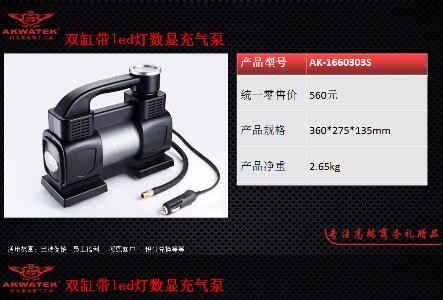 AKWATEK
双缸带led灯数显充气泵
产品型号 AK-1660303S
统一零售价 560元
产品规格 360*275*135mm
产品净重 2.65kg
专注高端商务礼赠品
AKWATEK
双缸带led灯数显充气泵